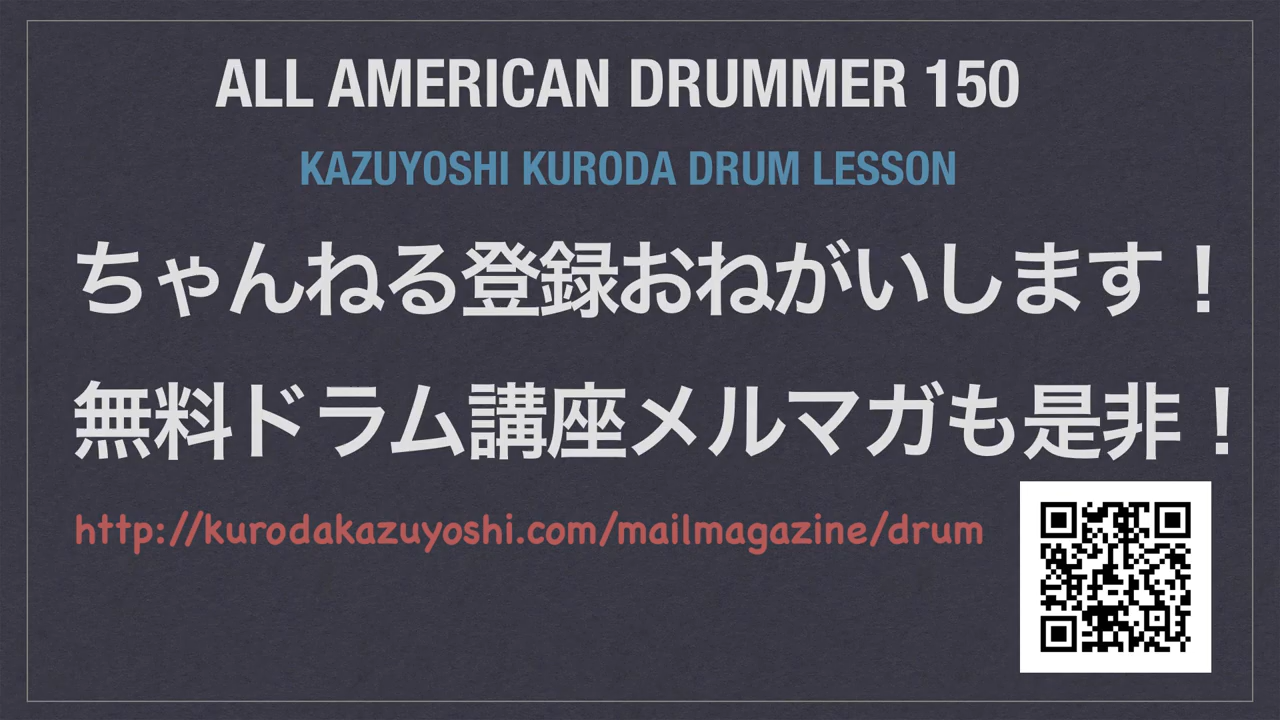 ALL AMERICAN DRUMMER 150
KAZUYOSHI KURODA DRUM LESSON
ちゃんねる登録おねがいします！
無料ドラム講座メルマガも是非！
http://kurodakazuyoshi.com/mailmagazine/drum